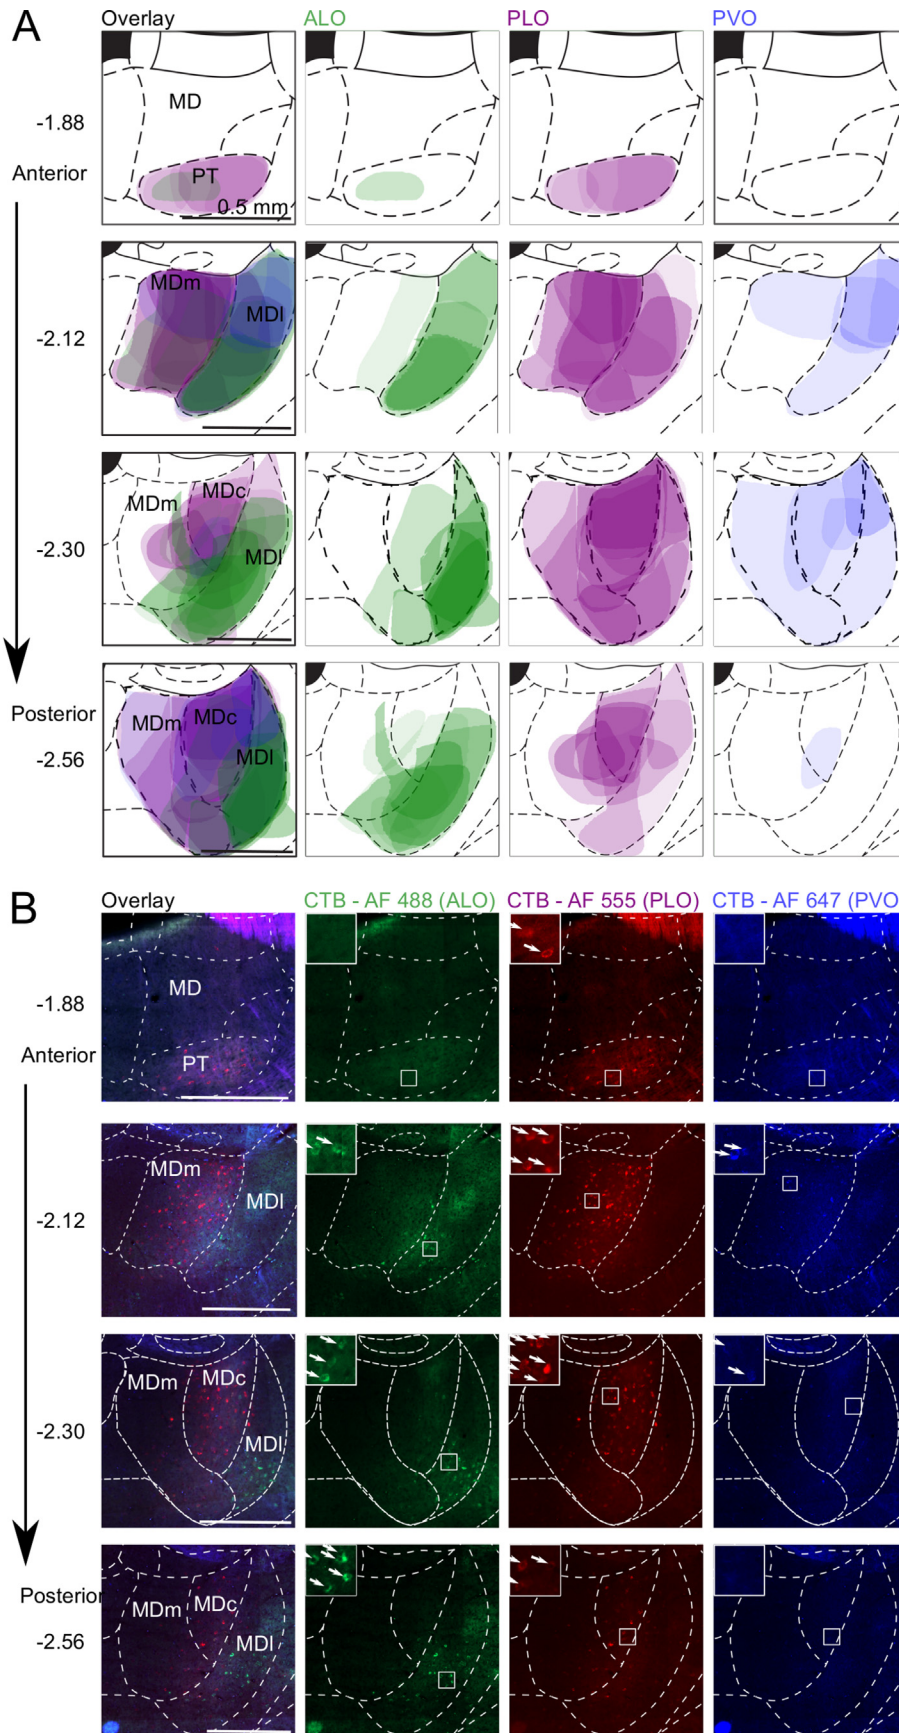 A
Overlay ALO PLO PVO
-1.88
Anterior
MD
PT
0.5 mm
-2.12
MDm
MDl
-2.30
MDm
MDc
MDl
Posterior
-2.56
MDm
MDc
MDl
B
Overlay CTB - AF 488 (ALO) CTB - AF 555 (PLO) CTB - AF 647 (PVO
-1.88
Anterior
MD
PT
-2.12
MDm
MDl
-2.30
MDm
MDc
MDl
Posterior
-2.56
MDm
MDc
MDl